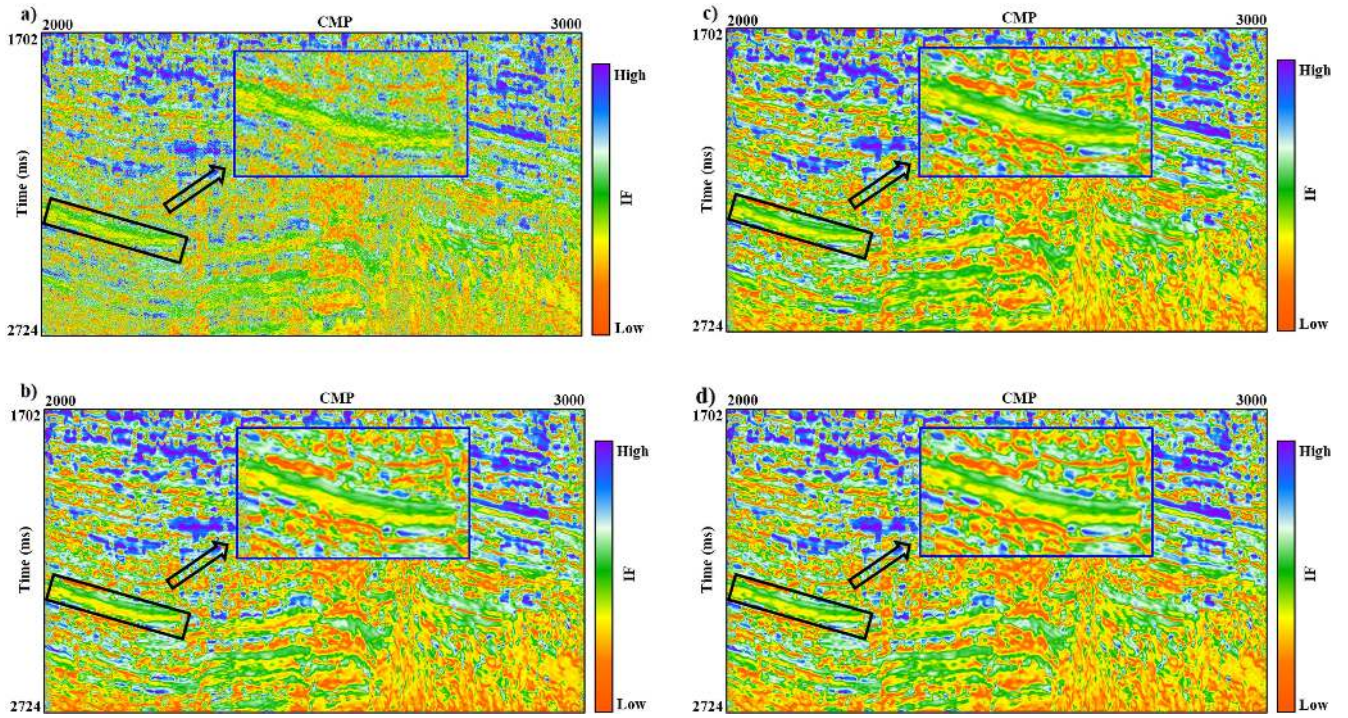 a)
2000 CMP 3000
1702
Time (ms)
2724
High
IF
Low
c)
2000 CMP 3000
1702
Time (ms)
2724
High
IF
Low
b)
2000 CMP 3000
1702
Time (ms)
2724
High
IF
Low
d)
2000 CMP 3000
1702
Time (ms)
2724
High
IF
Low